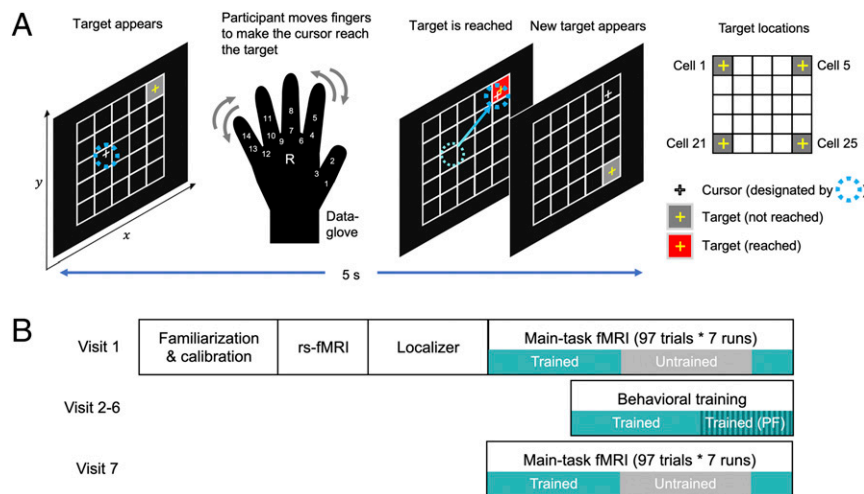 A
Target appears
Participant moves fingers
to make the cursor reach
the target
Target is reached
New target appears
Target locations
Cell 1
Cell 5
Cell 21
Cell 25
y
x
14
13
12
11
10
9
8
7
6
5
4
3
2
1
R
Data-
glove
5 s
Cursor (designated by
Target (not reached)
Target (reached)
B
Visit 1
Familiarization
& calibration
rs-fMRI
Localizer
Main-task fMRI (97 trials * 7 runs)
Trained
Untrained
Visit 2-6
Behavioral training
Trained
Trained (PF)
Visit 7
Main-task fMRI (97 trials * 7 runs)
Trained
Untrained